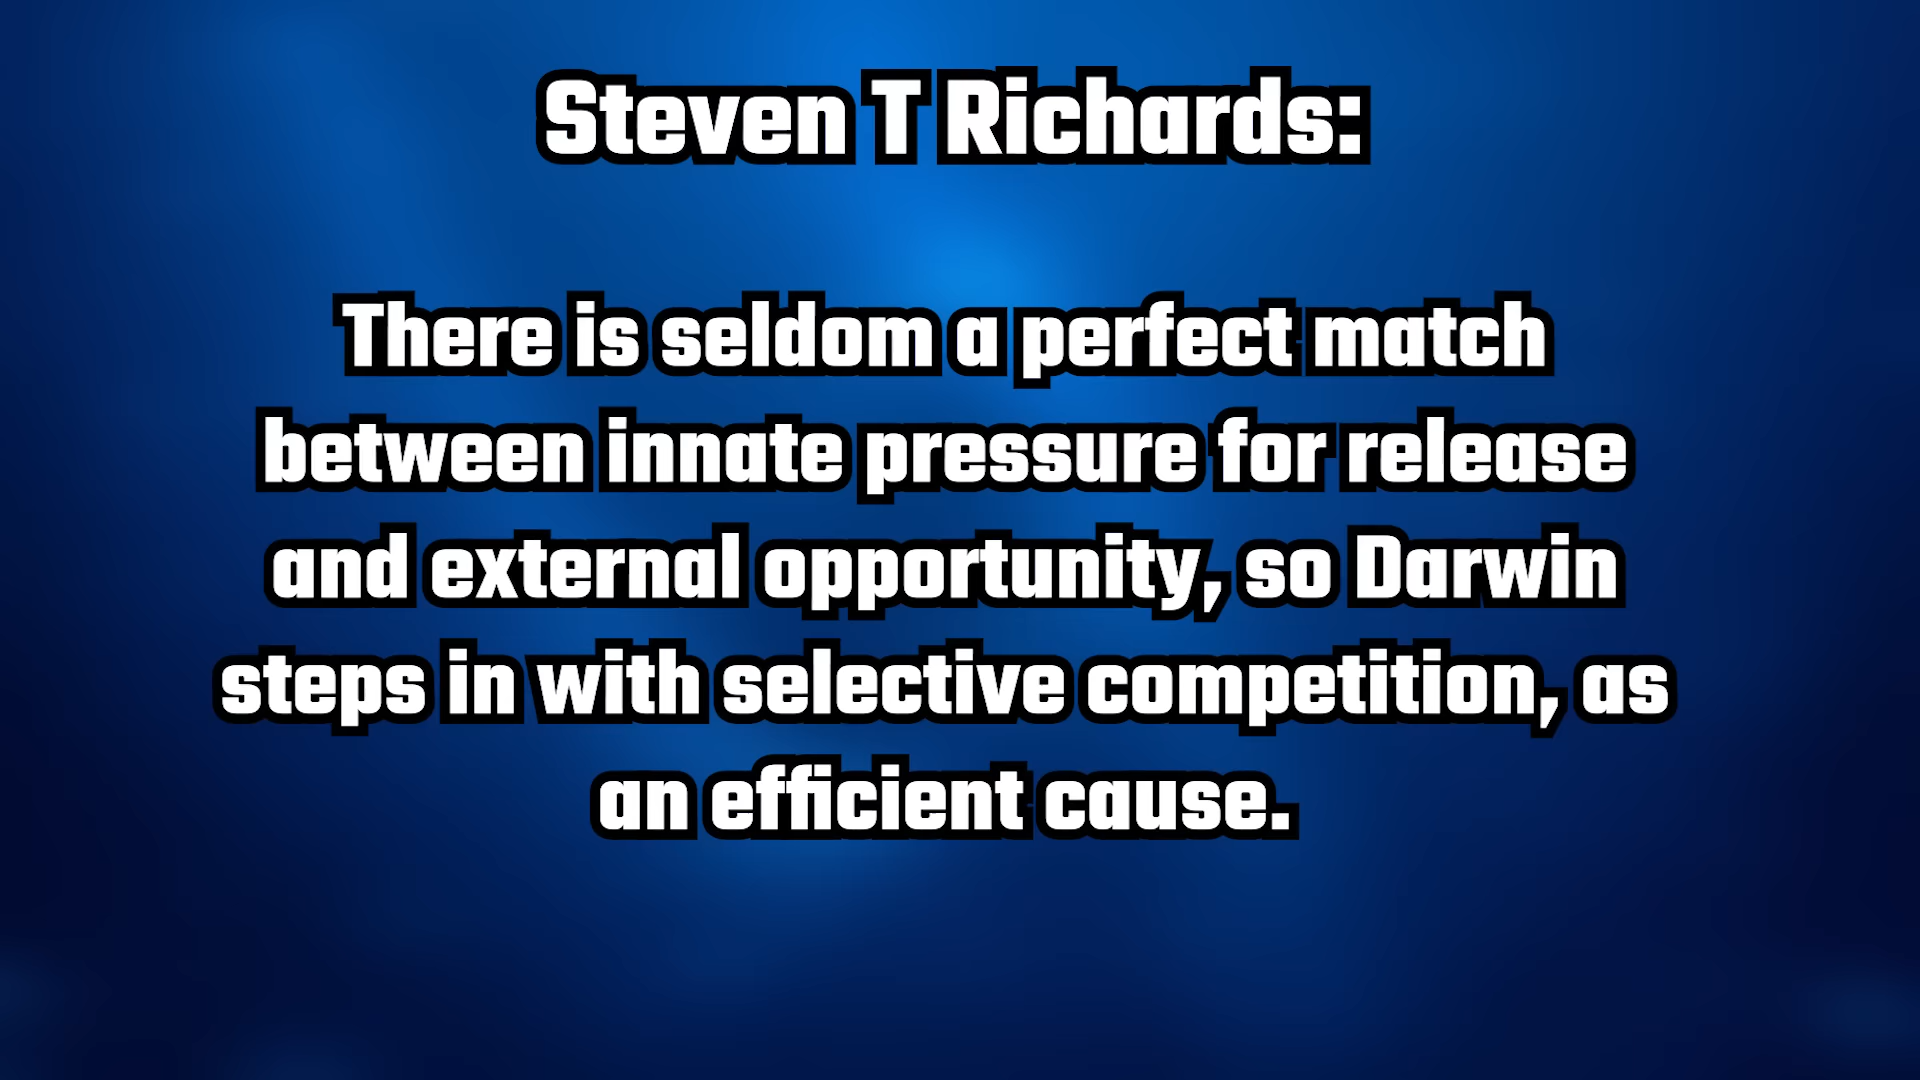 Steven T Richards:
There is seldom a perfect match
between innate pressure for release
and external opportunity, so Darwin
steps in with selective competition, as
an efficient cause.